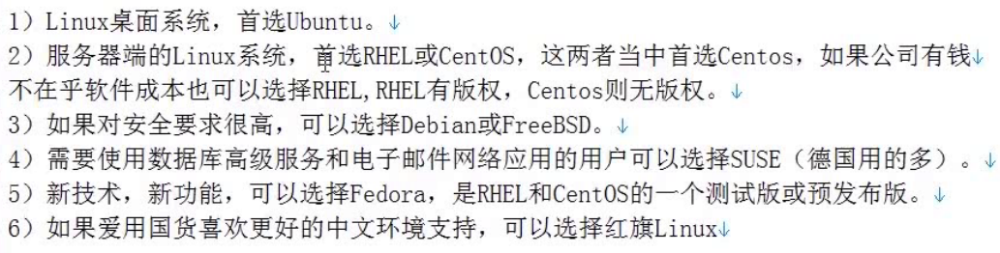 1）Linux桌面系统，首选Ubuntu。↓
2）服务器端的Linux系统，首选RHEL或CentOS，这两者当中首选Centos，如果公司有钱↓
不在乎软件成本也可以选择RHEL,RHEL有版权，Centos则无版权。↓
3）如果对安全要求很高，可以选择Debian或FreeBSD。↓
4）需要使用数据库高级服务和电子邮件网络应用的用户可以选择SUSE（德国用的多）。↓
5）新技术，新功能，可以选择Fedora，是RHEL和CentOS的一个测试版或预发布版。↓
6）如果爱用国货喜欢更好的中文环境支持，可以选择红旗Linux↓